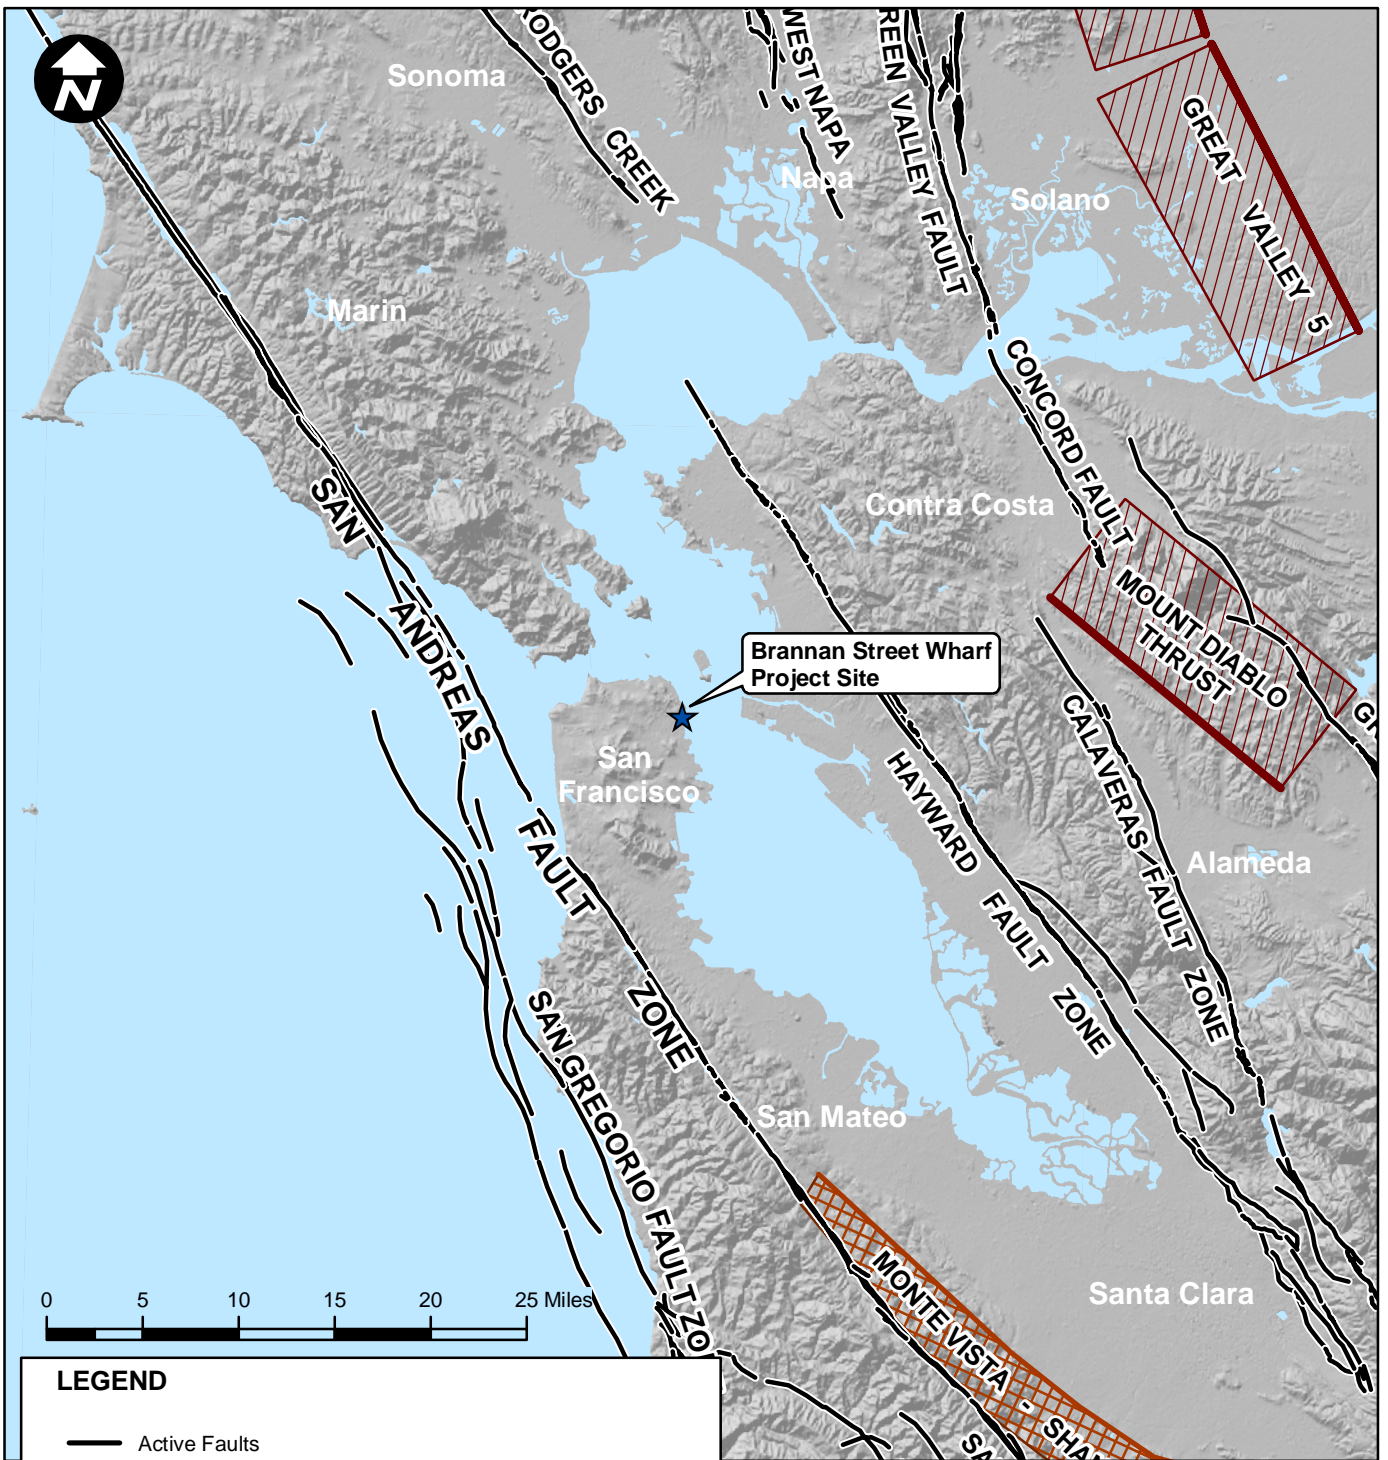 N
RODGERS CREEK
WEST NAPA
REEN VALLEY FAULT
Sonoma
Napa
Solano
GREAT VALLEY 5
Marin
CONCORD FAULT
Contra Costa
SAN ANDREAS FAULT ZONE
MOUNT DIABLO
THRUST
Brannan Street Wharf
Project Site
San
Francisco
HAYWARD FAULT ZONE
CALAVERAS FAULT ZONE
Alameda
SAN GREGORIO FAULT ZO
San Mateo
MONTE VISTA - SHA
Santa Clara
SA
0 5 10 15 20 25 Miles
LEGEND
Active Faults